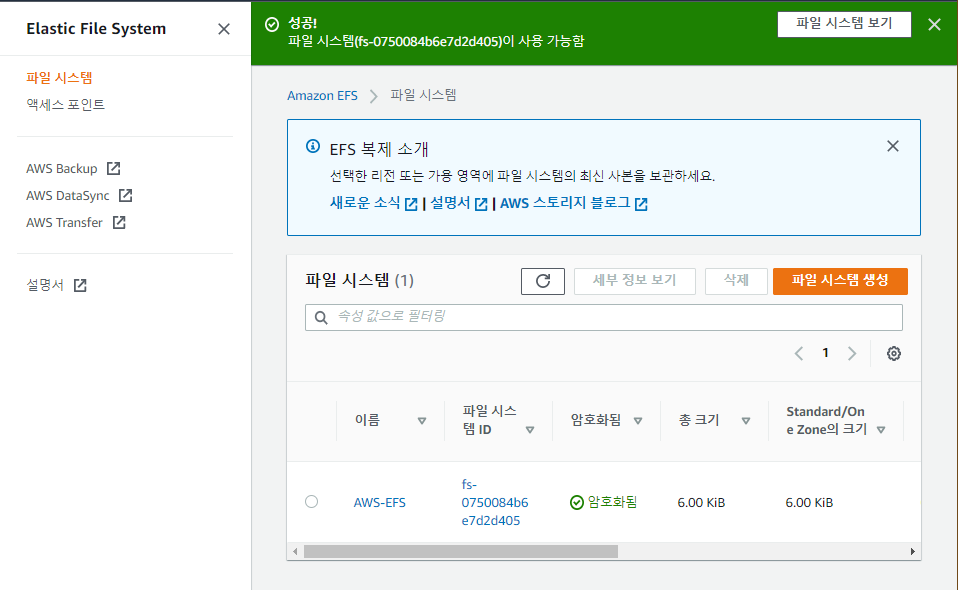 Elastic File System
파일 시스템
액세스 포인트
AWS Backup
AWS DataSync
AWS Transfer
설명서
성공!
파일 시스템(fs-0750084b6e7d2d405)이 사용 가능함
파일 시스템 보기
Amazon EFS
파일 시스템
EFS 복제 소개
선택한 리전 또는 가용 영역에 파일 시스템의 최신 사본을 보관하세요.
새로운 소식 | 설명서 | AWS 스토리지 블로그
파일 시스템 (1)
세부 정보 보기
삭제
파일 시스템 생성
속성 값으로 필터링
1
이름
파일 시스
템 ID
암호화됨
총 크기
Standard/On
e Zone의 크기
AWS-EFS
fs-
0750084b6
e7d2d405
암호화됨
6.00 KiB
6.00 KiB